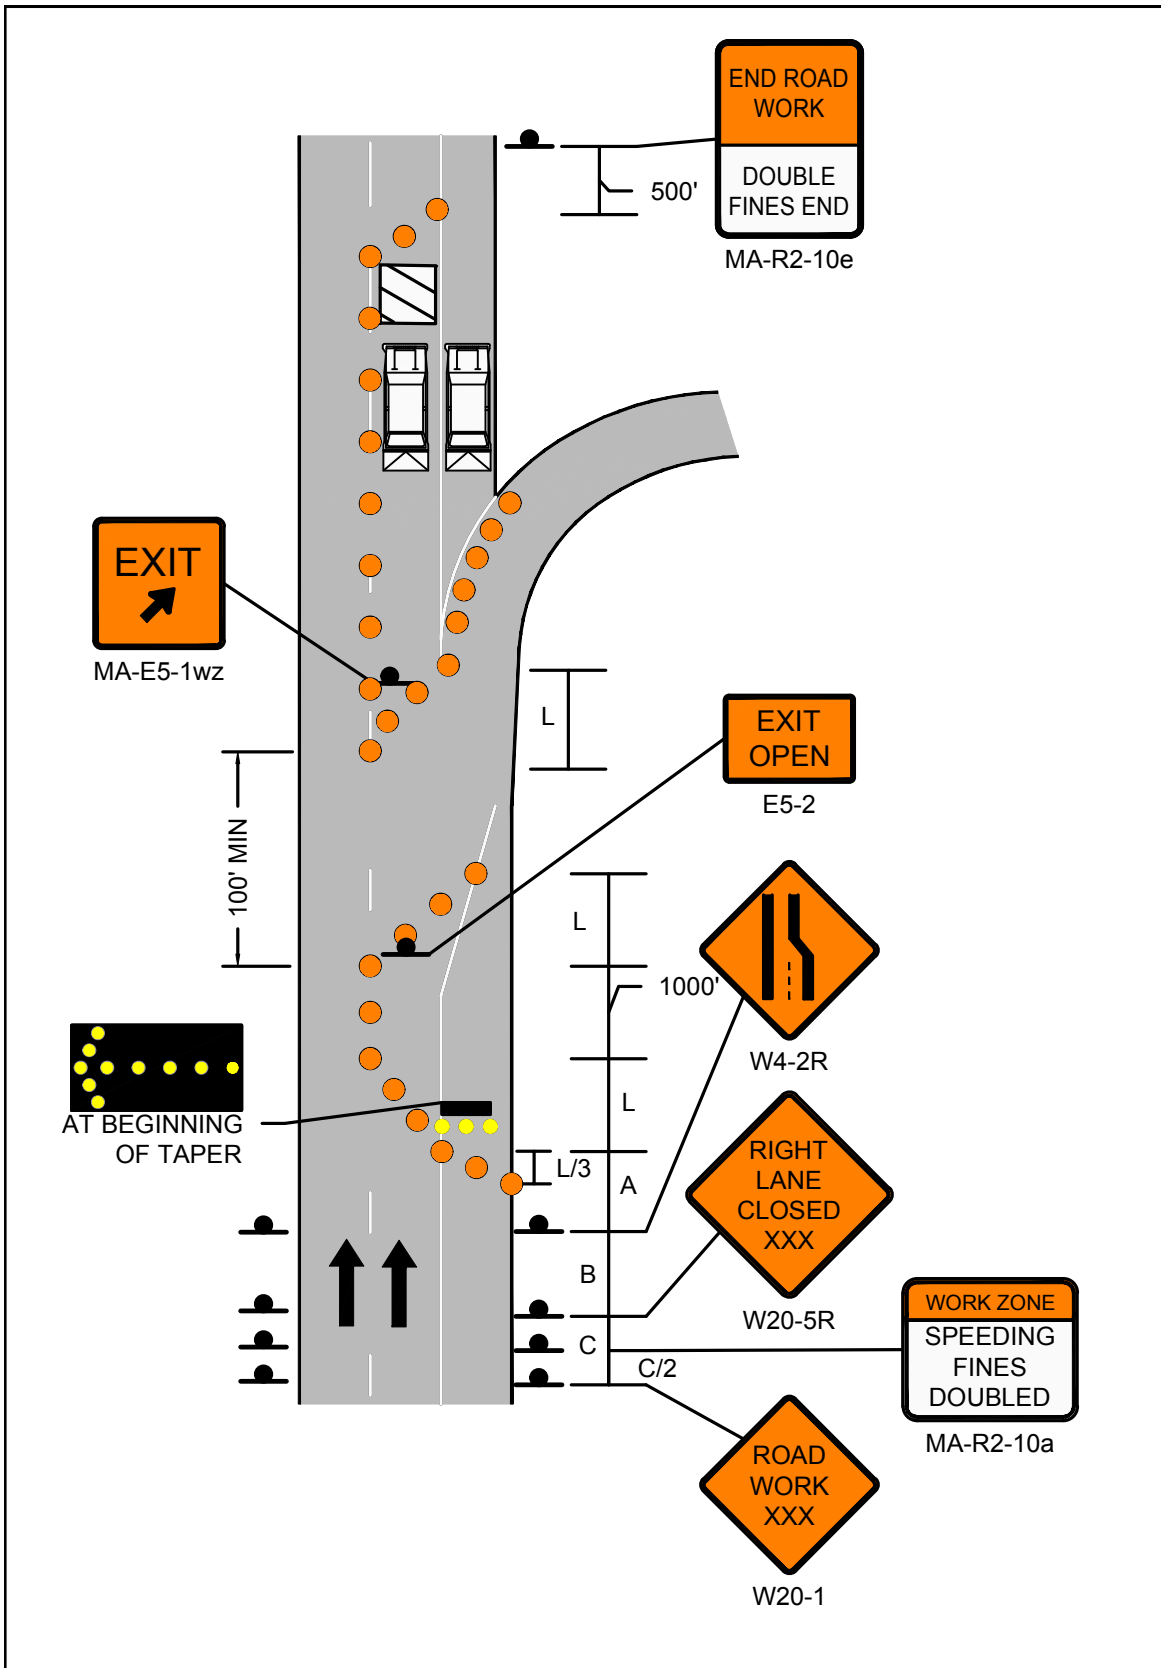 END ROAD
WORK
DOUBLE
FINES END
MA-R2-10e
500'
EXIT
MA-E5-1wz
L
EXIT
OPEN
E5-2
100' MIN
L
1000'
W4-2R
AT BEGINNING
OF TAPER
L
L/3
A
RIGHT
LANE
CLOSED
XXX
W20-5R
B
C
C/2
WORK ZONE
SPEEDING
FINES
DOUBLED
MA-R2-10a
ROAD
WORK
XXX
W20-1